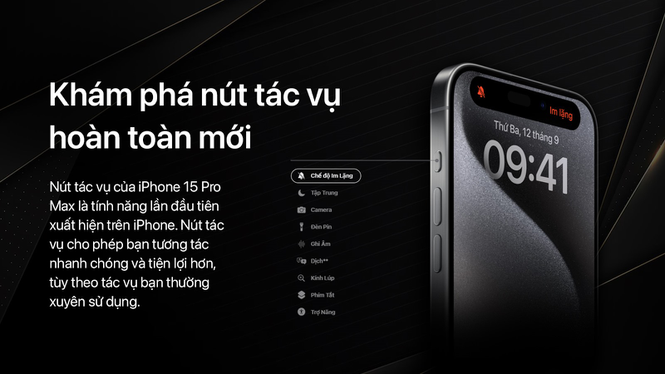 Khám phá nút tác vụ
hoàn toàn mới
Nút tác vụ của iPhone 15 Pro
Max là tính năng lần đầu tiên
xuất hiện trên iPhone. Nút tác
vụ cho phép bạn tương tác
nhanh chóng và tiện lợi hơn,
tùy theo tác vụ bạn thường
xuyên sử dụng.
Chế độ Im Lặng
Tập Trung
Camera
Đèn Pin
Ghi Âm
Dịch**
Kính Lúp
Phím Tắt
Trợ Năng
Im lặng
Thứ Ba, 12 tháng 9
09:41